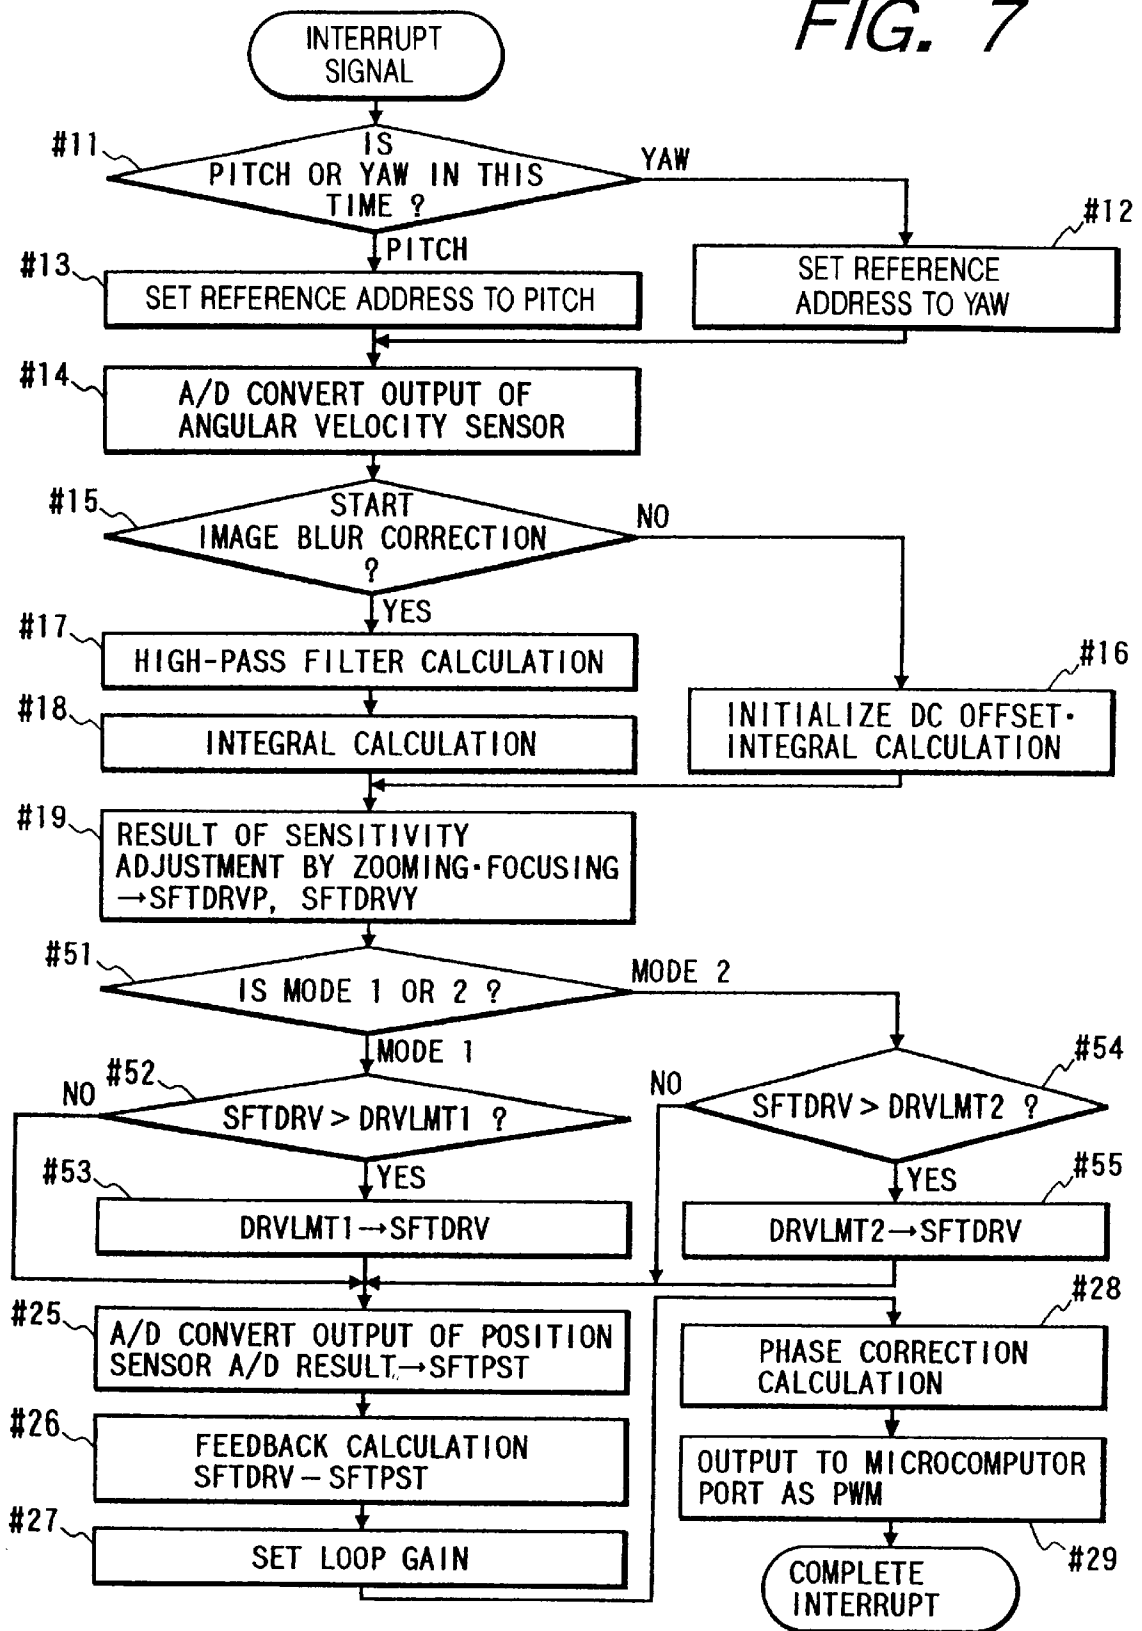 FIG. 7
INTERRUPT
SIGNAL
#11
IS
PITCH OR YAW IN THIS
TIME ?
YAW
PITCH
#12
SET REFERENCE
ADDRESS TO YAW
#13
SET REFERENCE ADDRESS TO PITCH
#14
A/D CONVERT OUTPUT OF
ANGULAR VELOCITY SENSOR
#15
START
IMAGE BLUR CORRECTION
?
NO
YES
#17
HIGH-PASS FILTER CALCULATION
#16
INITIALIZE DC OFFSET·
INTEGRAL CALCULATION
#18
INTEGRAL CALCULATION
#19
RESULT OF SENSITIVITY
ADJUSTMENT BY ZOOMING·FOCUSING
→SFTDRVP, SFTDRVY
#51
IS MODE 1 OR 2 ?
MODE 2
MODE 1
#52
NO
SFTDRV > DRVLMT1 ?
YES
#54
NO
SFTDRV > DRVLMT2 ?
YES
#53
DRVLMT1→SFTDRV
#55
DRVLMT2→SFTDRV
#25
A/D CONVERT OUTPUT OF POSITION
SENSOR A/D RESULT→SFTPST
#26
FEEDBACK CALCULATION
SFTDRV – SFTPST
#27
SET LOOP GAIN
#28
PHASE CORRECTION
CALCULATION
OUTPUT TO MICROCOMPUTOR
PORT AS PWM
#29
COMPLETE
INTERRUPT